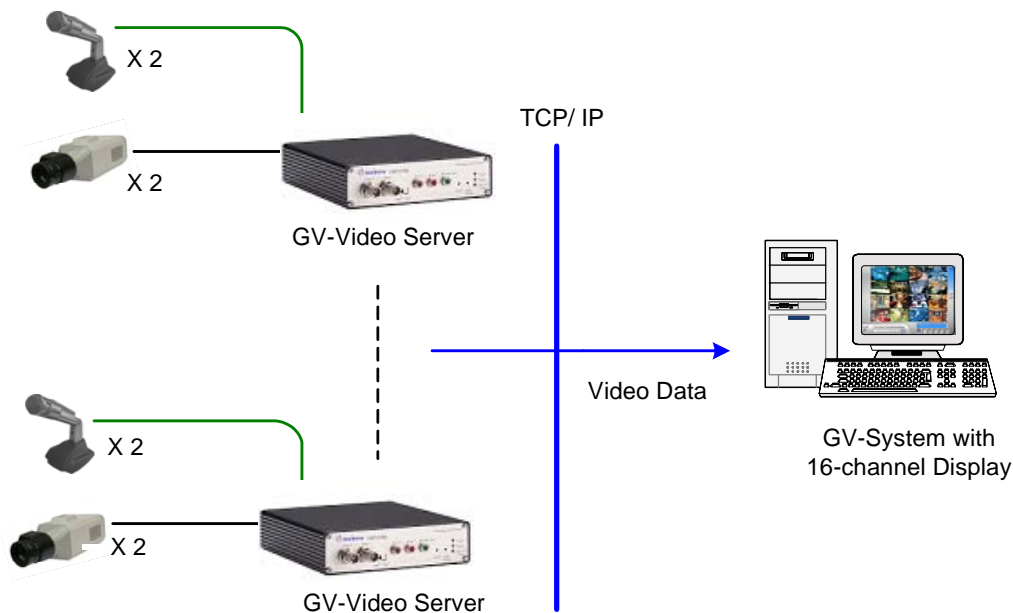 X 2
X 2
GV-Video Server
TCP/ IP
Video Data
GV-System with
16-channel Display
X 2
X 2
GV-Video Server